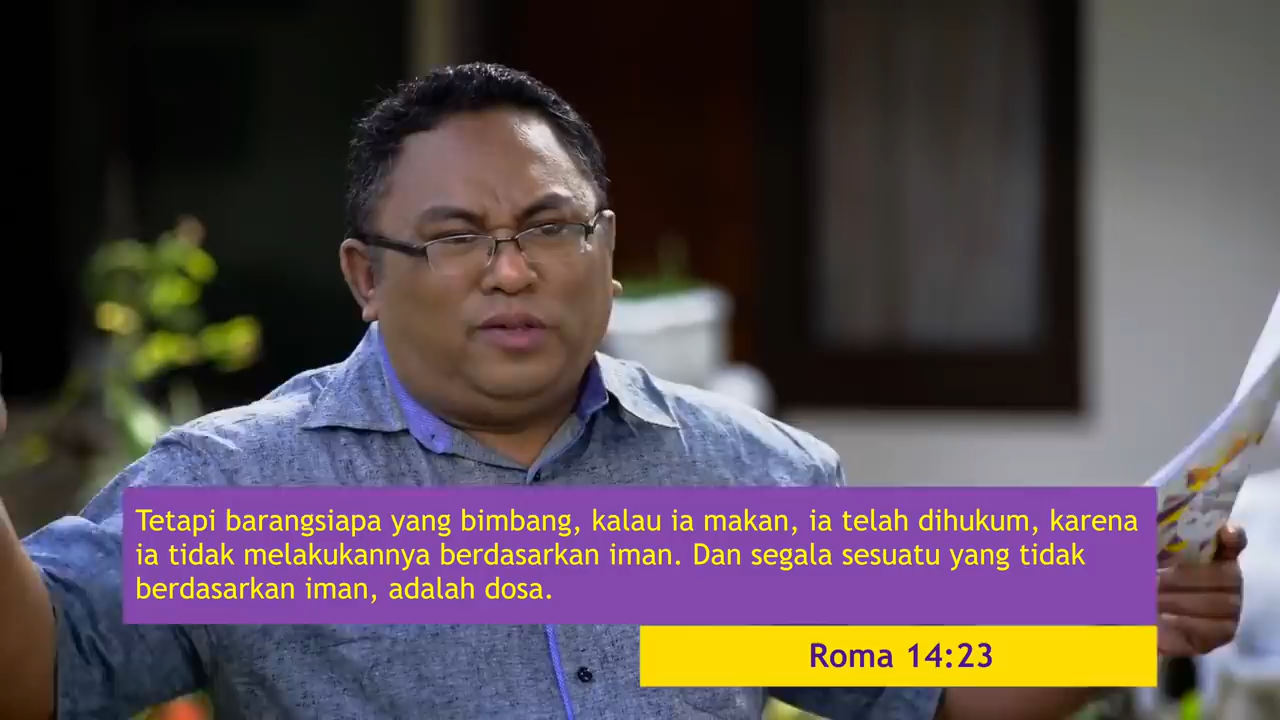 Tetapi barangsiapa yang bimbang, kalau ia makan, ia telah dihukum, karena
ia tidak melakukannya berdasarkan iman. Dan segala sesuatu yang tidak
berdasarkan iman, adalah dosa.
Roma 14:23